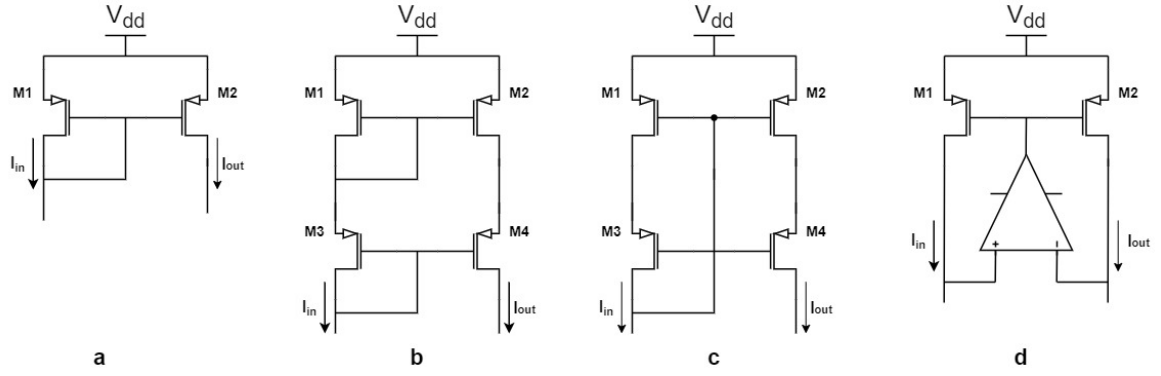 Vdd Vdd Vdd Vdd
M1 M2 M1 M2 M1 M2 M1 M2
Iin Iout
M3 M4 M3 M4
+ -
Iin Iout
Iin Iout Iin Iout
a b c d